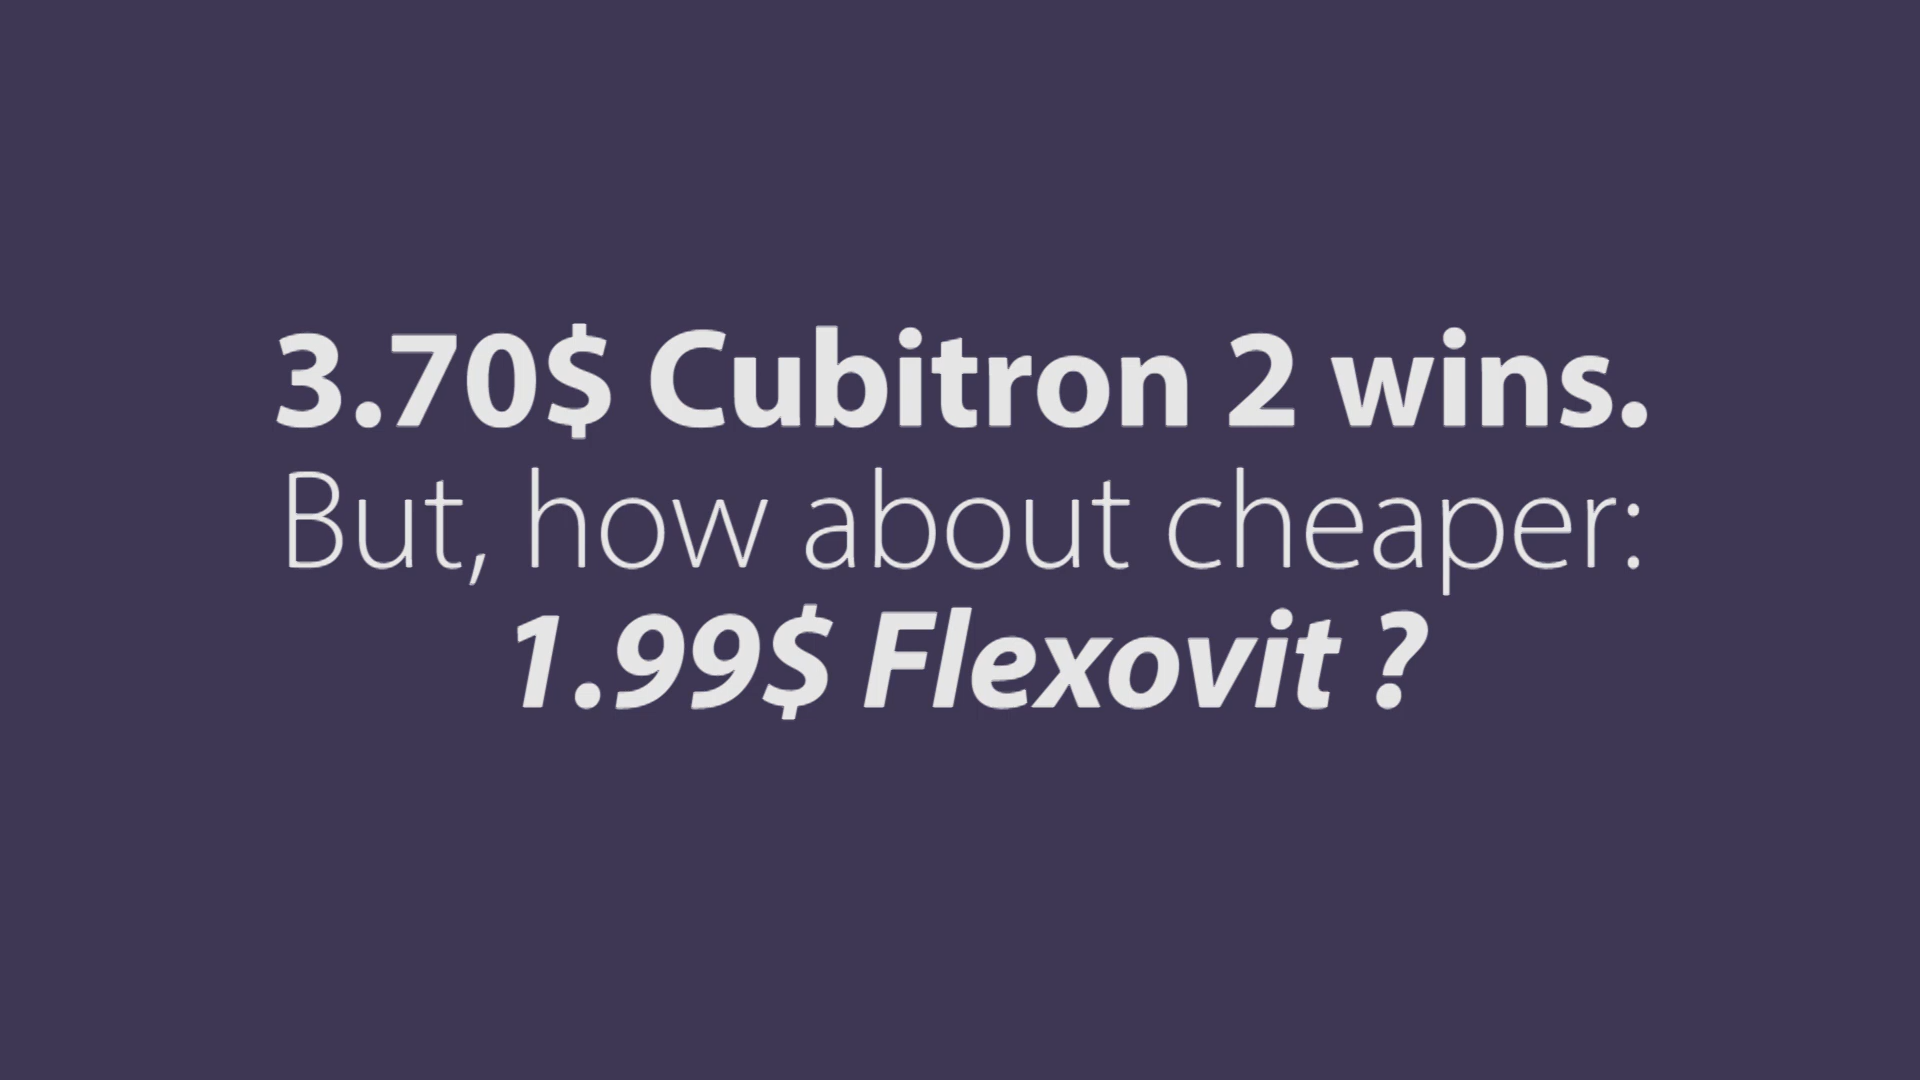 3.70$ Cubitron 2 wins.
But, how about cheaper:
1.99$ Flexovit ?